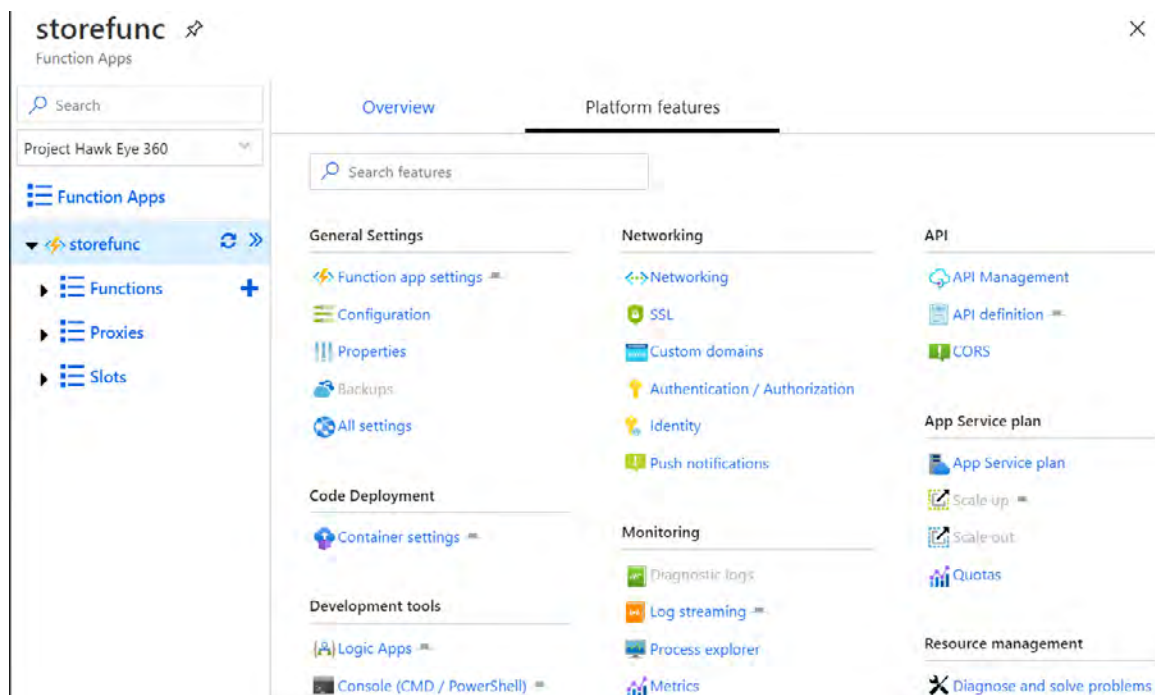 storefunc
Function Apps
Search
Project Hawk Eye 360
Function Apps
storefunc
Functions
Proxies
Slots
Overview
Platform features
Search features
General Settings
Function app settings
Configuration
Properties
Backups
All settings
Code Deployment
Container settings
Development tools
Logic Apps
Console (CMD / PowerShell)
Networking
Networking
SSL
Custom domains
Authentication / Authorization
Identity
Push notifications
Monitoring
Diagnostic logs
Log streaming
Process explorer
Metrics
API
API Management
API definition
CORS
App Service plan
App Service plan
Scale up
Scale out
Quotas
Resource management
Diagnose and solve problems